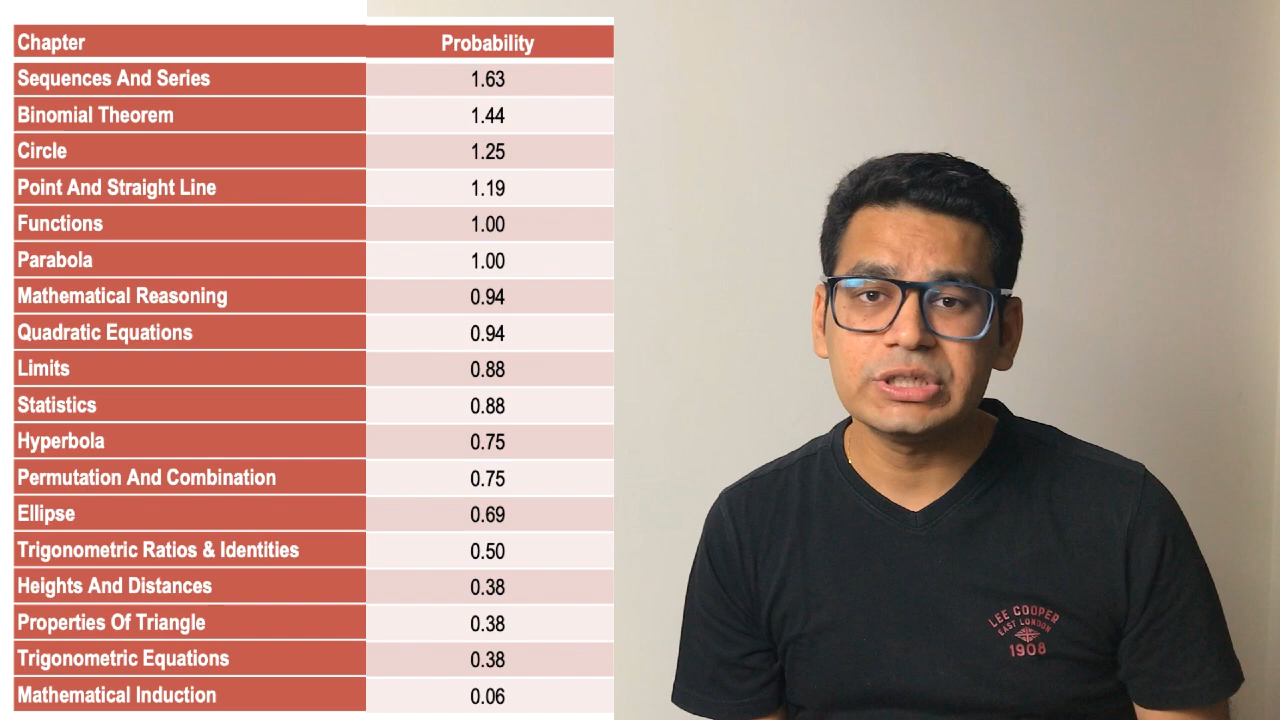 Chapter Probability
Sequences And Series 1.63
Binomial Theorem 1.44
Circle 1.25
Point And Straight Line 1.19
Functions 1.00
Parabola 1.00
Mathematical Reasoning 0.94
Quadratic Equations 0.94
Limits 0.88
Statistics 0.88
Hyperbola 0.75
Permutation And Combination 0.75
Ellipse 0.69
Trigonometric Ratios & Identities 0.50
Heights And Distances 0.38
Properties Of Triangle 0.38
Trigonometric Equations 0.38
Mathematical Induction 0.06
LEE COOPER
EAST LONDON
1908